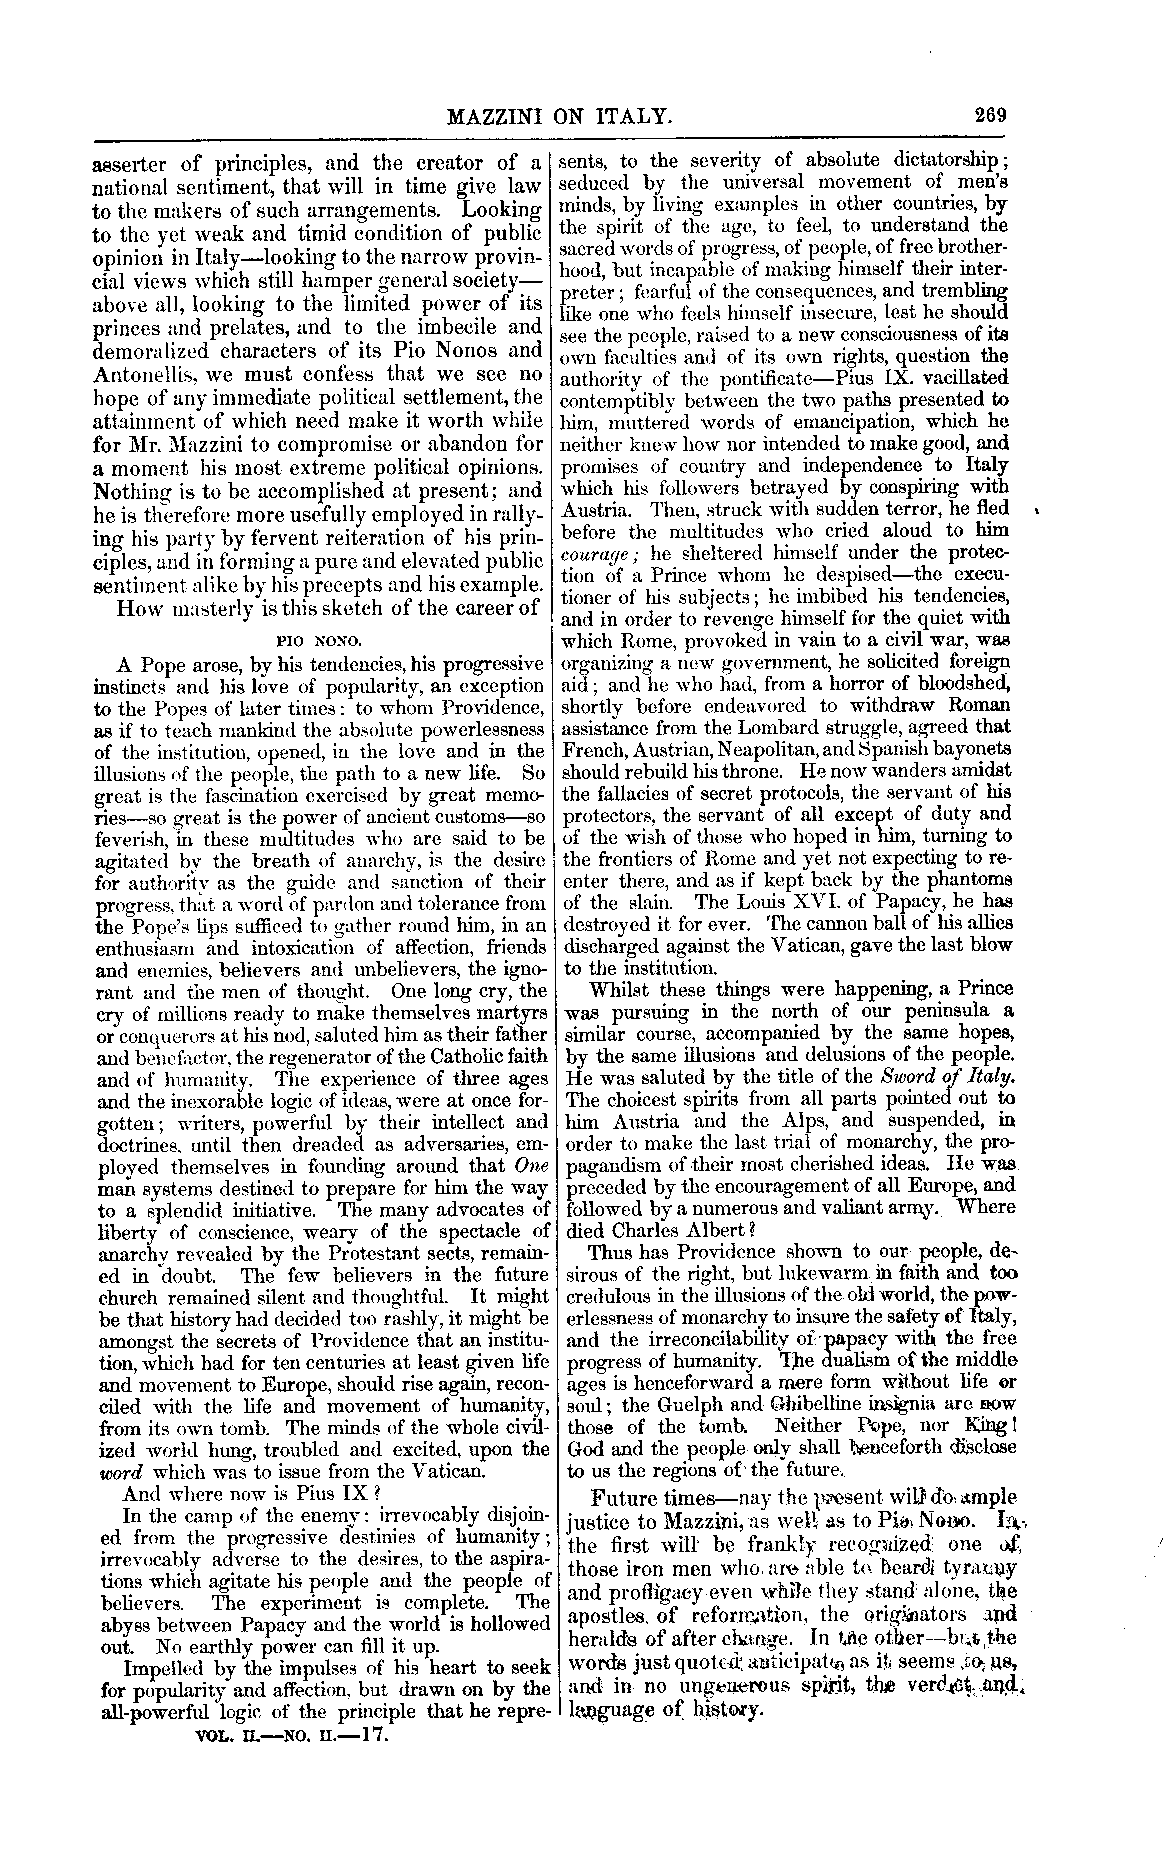 MAZZINI ON ITALY.
269
asserter of principles, and the creator of a
national sentiment, that will in time give law
to the makers of such arrangements. Looking
to the yet weak and timid condition of public
opinion in Italy—looking to the narrow provin-
cial views which still hamper general society—
above all, looking to the limited power of its
princes and prelates, and to the imbecile and
demoralized characters of its Pio Nonos and
Antonellis, we must confess that we see no
hope of any immediate political settlement, the
attainment of which need make it worth while
for Mr. Mazzini to compromise or abandon for
a moment his most extreme political opinions.
Nothing is to be accomplished at present; and
he is therefore more usefully employed in rally-
ing his party by fervent reiteration of his prin-
ciples, and in forming a pure and elevated public
sentiment alike by his precepts and his example.
How masterly is this sketch of the career of
PIO NONO.
A Pope arose, by his tendencies, his progressive
instincts and his love of popularity, an exception
to the Popes of later times: to whom Providence,
as if to teach mankind the absolute powerlessness
of the institution, opened, in the love and in the
illusions of the people, the path to a new life. So
great is the fascination exercised by great memo-
ries—so great is the power of ancient customs—so
feverish, in these multitudes who are said to be
agitated by the breath of anarchy, is the desire
for authority as the guide and sanction of their
progress, that a word of pardon and tolerance from
the Pope's lips sufficed to gather round him, in an
enthusiasm and intoxication of affection, friends
and enemies, believers and unbelievers, the igno-
rant and the men of thought. One long cry, the
cry of millions ready to make themselves martyrs
or conquerors at his nod, saluted him as their father
and benefactor, the regenerator of the Catholic faith
and of humanity. The experience of three ages
and the inexorable logic of ideas, were at once for-
gotten; writers, powerful by their intellect and
doctrines, until then dreaded as adversaries, em-
ployed themselves in founding around that One
man systems destined to prepare for him the way
to a splendid initiative. The many advocates of
liberty of conscience, weary of the spectacle of
anarchy revealed by the Protestant sects, remain-
ed in doubt. The few believers in the future
church remained silent and thoughtful. It might
be that history had decided too rashly, it might be
amongst the secrets of Providence that an institu-
tion, which had for ten centuries at least given life
and movement to Europe, should rise again, recon-
ciled with the life and movement of humanity,
from its own tomb. The minds of the whole civil-
ized world hung, troubled and excited, upon the
word which was to issue from the Vatican.
And where now is Pius IX?
In the camp of the enemy: irrevocably disjoin-
ed from the progressive destinies of humanity;
irrevocably adverse to the desires, to the aspira-
tions which agitate his people and the people of
believers. The experiment is complete. The
abyss between Papacy and the world is hollowed
out. No earthly power can fill it up.
Impelled by the impulses of his heart to seek
for popularity and affection, but drawn on by the
all-powerful logic of the principle that he repre-
VOL. II.—NO. II.—17.
sents, to the severity of absolute dictatorship;
seduced by the universal movement of men's
minds, by living examples in other countries, by
the spirit of the age, to feel, to understand the
sacred words of progress, of people, of free brother-
hood, but incapable of making himself their inter-
preter; fearful of the consequences, and trembling
like one who feels himself insecure, lest he should
see the people, raised to a new consciousness of its
own faculties and of its own rights, question the
authority of the pontificate—Pius IX. vacillated
contemptibly between the two paths presented to
him, muttered words of emancipation, which he
neither knew how nor intended to make good, and
promises of country and independence to Italy
which his followers betrayed by conspiring with
Austria. Then, struck with sudden terror, he fled
before the multitudes who cried aloud to him
courage; he sheltered himself under the protec-
tion of a Prince whom he despised—the execu-
tioner of his subjects; he imbibed his tendencies,
and in order to revenge himself for the quiet with
which Rome, provoked in vain to a civil war, was
organizing a new government, he solicited foreign
aid; and he who had, from a horror of bloodshed,
shortly before endeavored to withdraw Roman
assistance from the Lombard struggle, agreed that
French, Austrian, Neapolitan, and Spanish bayonets
should rebuild his throne. He now wanders amidst
the fallacies of secret protocols, the servant of his
protectors, the servant of all except of duty and
of the wish of those who hoped in him, turning to
the frontiers of Rome and yet not expecting to re-
enter there, and as if kept back by the phantoms
of the slain. The Louis XVI. of Papacy, he has
destroyed it for ever. The cannon ball of his allies
discharged against the Vatican, gave the last blow
to the institution.
Whilst these things were happening, a Prince
was pursuing in the north of our peninsula a
similar course, accompanied by the same hopes,
by the same illusions and delusions of the people.
He was saluted by the title of the Sword of Italy.
The choicest spirits from all parts pointed out to
him Austria and the Alps, and suspended, in
order to make the last trial of monarchy, the pro-
pagandism of their most cherished ideas. He was
preceded by the encouragement of all Europe, and
followed by a numerous and valiant army. Where
died Charles Albert?
Thus has Providence shown to our people, de-
sirous of the right, but lukewarm in faith and too
credulous in the illusions of the old world, the pow-
erlessness of monarchy to insure the safety of Italy,
and the irreconcilability of papacy with the free
progress of humanity. The dualism of the middle
ages is henceforward a mere form without life or
soul; the Guelph and Ghibelline insignia are now
those of the tomb. Neither Pope, nor King!
God and the people only shall henceforth disclose
to us the regions of the future.
Future times—nay the present will do ample
justice to Mazzini, as well as to Pio Nono. In
the first will be frankly recognized one of
those iron men who are able to beard tyranny
and profligacy even while they stand alone, the
apostles of reformation, the originators and
heralds of after change. In the other—but the
words just quoted anticipate, as it seems to us,
and in no ungenerous spirit, the verdict and
language of history.